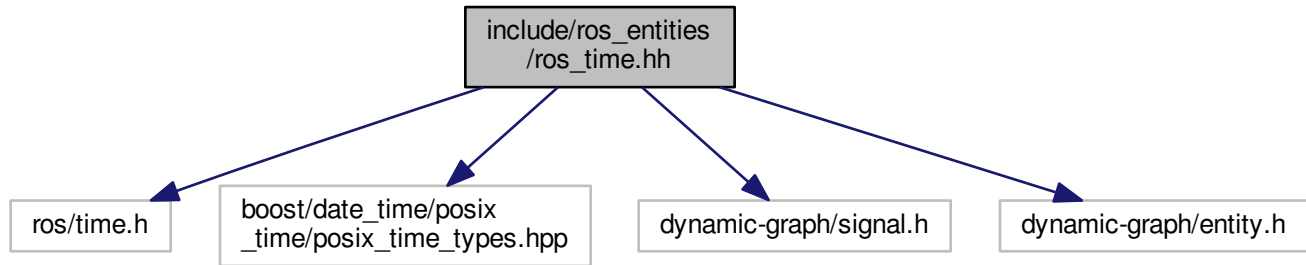 include/ros_entities
/ros_time.hh
ros/time.h
boost/date_time/posix
_time/posix_time_types.hpp
dynamic-graph/signal.h
dynamic-graph/entity.h